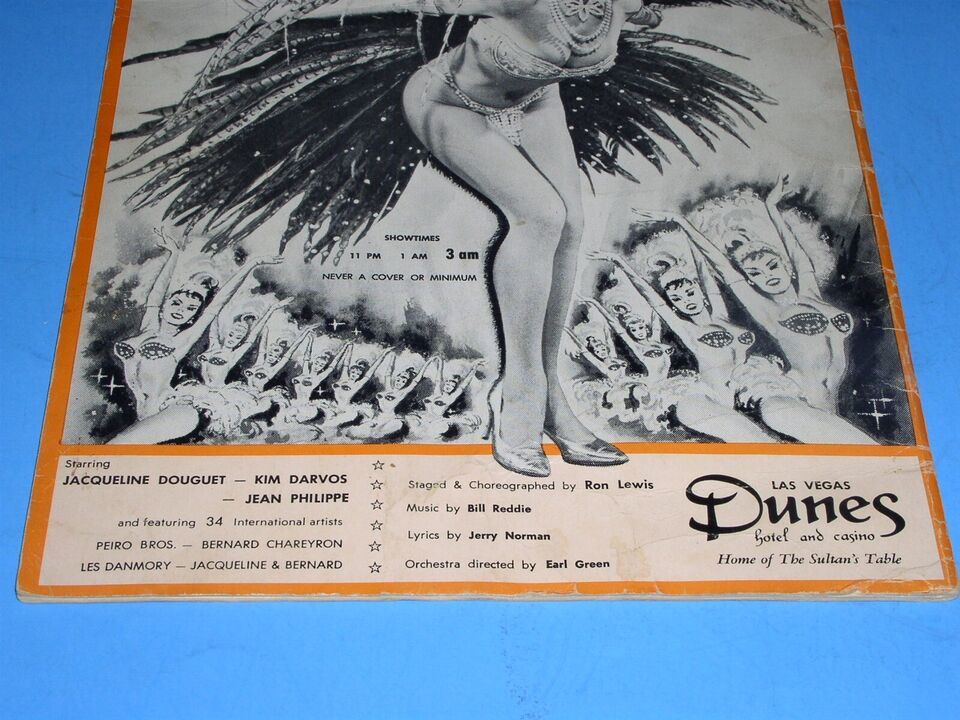 SHOWTIMES
11 PM 1 AM 3 am
NEVER A COVER OR MINIMUM
Starring
JACQUELINE DOUGUET — KIM DARVOS
— JEAN PHILIPPE
and featuring 34 International artists
PEIRO BROS. — BERNARD CHAREYRON
LES DANMORY — JACQUELINE & BERNARD
Staged & Choreographed by Ron Lewis
Music by Bill Reddie
Lyrics by Jerry Norman
Orchestra directed by Earl Green
LAS VEGAS
Dunes
hotel and casino
Home of The Sultan's Table